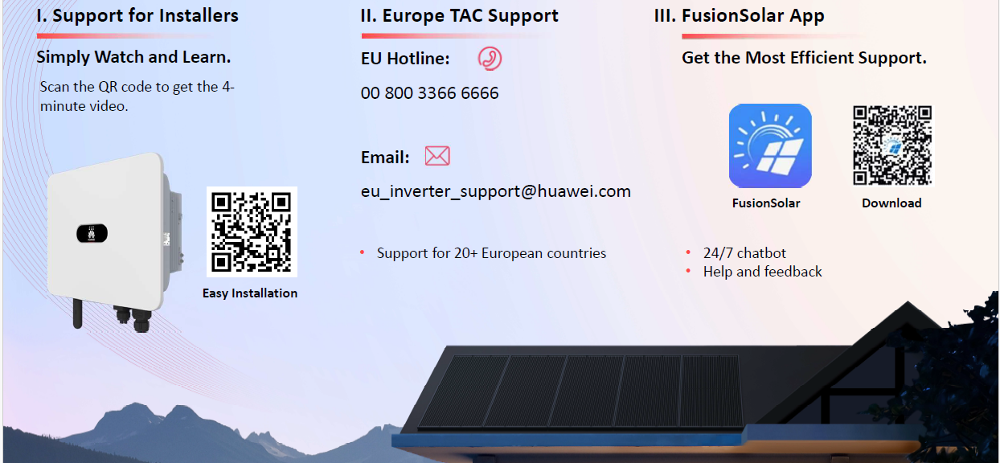 I. Support for Installers
Simply Watch and Learn.
Scan the QR code to get the 4-
minute video.
Easy Installation
II. Europe TAC Support
EU Hotline:
00 800 3366 6666
Email:
eu_inverter_support@huawei.com
• Support for 20+ European countries
III. FusionSolar App
Get the Most Efficient Support.
FusionSolar
Download
• 24/7 chatbot
• Help and feedback